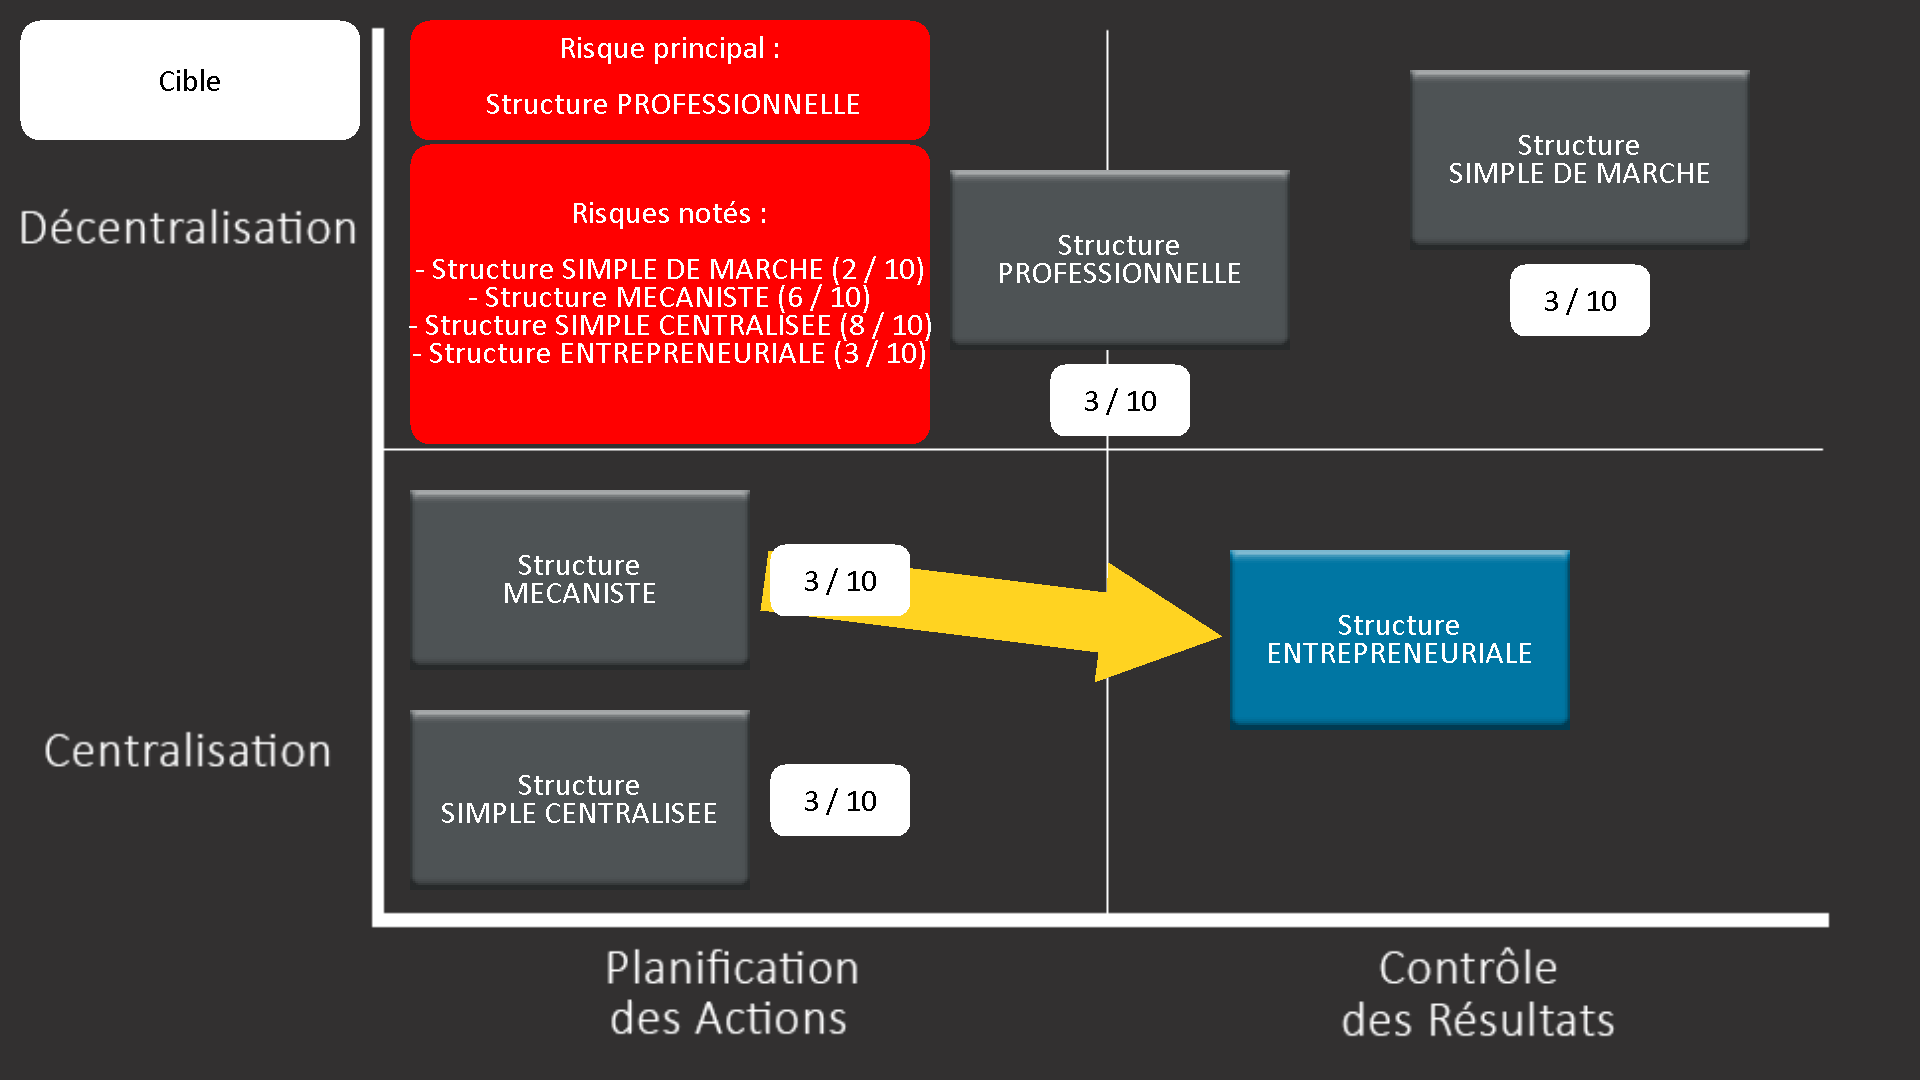 Cible
Risque principal :
Structure PROFESSIONNELLE
Risques notés :
- Structure SIMPLE DE MARCHE (2 / 10)
- Structure MECANISTE (6 / 10)
- Structure SIMPLE CENTRALISEE (8 / 10)
- Structure ENTREPRENEURIALE (3 / 10)
Structure
SIMPLE DE MARCHE
3 / 10
Structure
PROFESSIONNELLE
3 / 10
Décentralisation
Structure
MECANISTE
3 / 10
Structure
ENTREPRENEURIALE
Centralisation
Structure
SIMPLE CENTRALISEE
3 / 10
Planification
des Actions
Contrôle
des Résultats